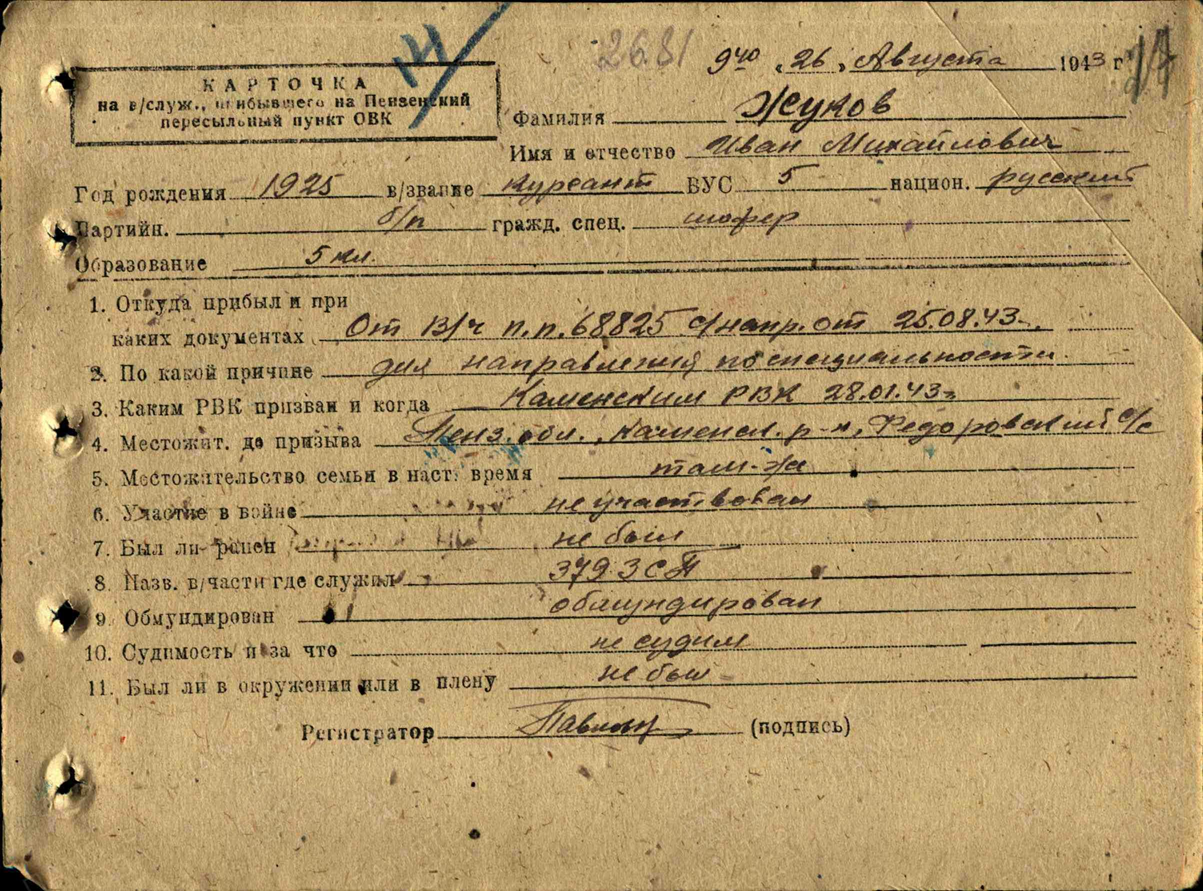 14
26.81
9⁴⁰ „26" Августа 1943 г
КАРТОЧКА
на в/служ., прибывшего на Пензенский
пересыльный пункт ОВК
Фамилия Жуков
Имя и отчество Иван Михайлович
Год рождения 1925 в/звание курсант ВУС 5 национ. русский
Партийн. б/п гражд. спец. шофер
Образование 5 кл.
1. Откуда прибыл и при
каких документах От В/ч п.п. 68825 с/напр. от 25.08.43
2. По какой причине для направления по специальности.
3. Каким РВК призван и когда Каменским РВК 28.01.43
4. Местожит. до призыва Пенз. обл., Каменск. р-н, Федоровский с/с
5. Местожительство семьи в наст. время там-же
6. Участие в войне не участвовал
7. Был ли ранен не был
8. Назв. в/части где служил 379 ЗСП
9. Обмундирован обмундирован
10. Судимость и за что не судим
11. Был ли в окружении или в плену не был
Регистратор (подпись)